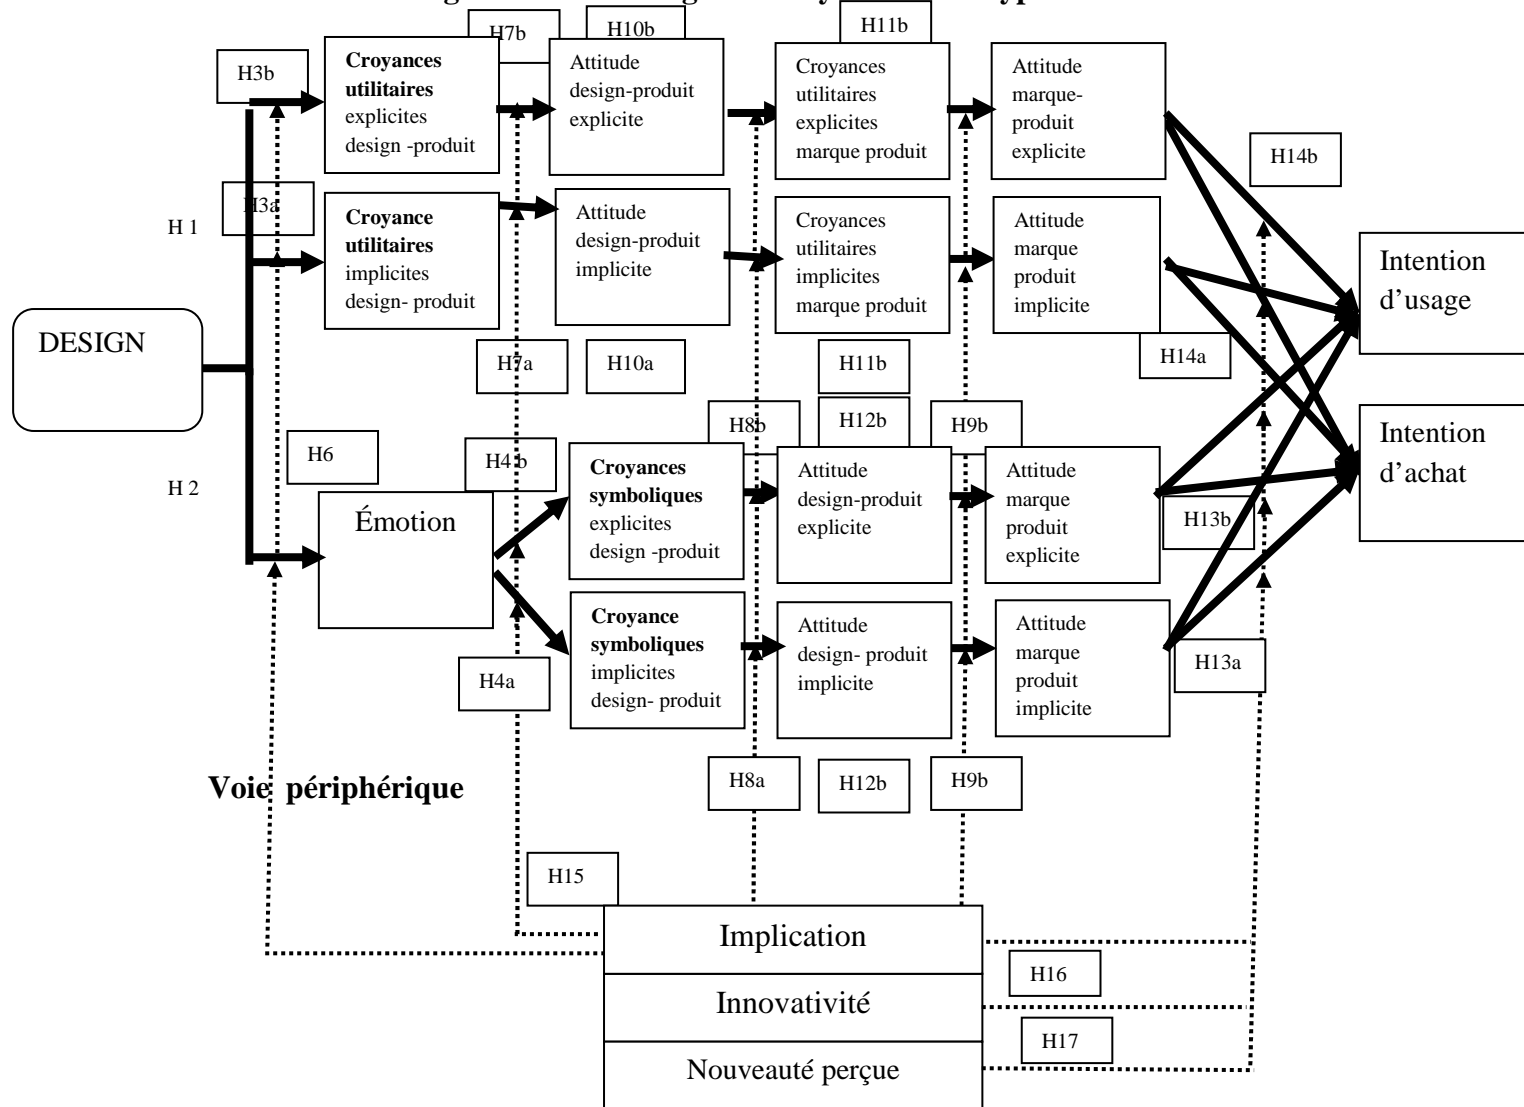 H7b
H10b
H11b
H3b
Croyances
utilitaires
explicites
design -produit
Attitude
design-produit
explicite
Croyances
utilitaires
explicites
marque produit
Attitude
marque-
produit
explicite
H14b
H3a
H 1
Croyance
utilitaires
implicites
design- produit
Attitude
design-produit
implicite
Croyances
utilitaires
implicites
marque produit
Attitude
marque
produit
implicite
Intention
d’usage
DESIGN
H7a
H10a
H11b
H14a
H8b
H12b
H9b
Intention
d’achat
H6
H4 b
H 2
Émotion
Croyances
symboliques
explicites
design -produit
Attitude
design-produit
explicite
Attitude
marque
produit
explicite
H13b
Croyance
symboliques
implicites
design- produit
Attitude
design- produit
implicite
Attitude
marque
produit
implicite
H13a
H4a
Voie périphérique
H8a
H12b
H9b
H15
Implication
H16
Innovativité
H17
Nouveauté perçue